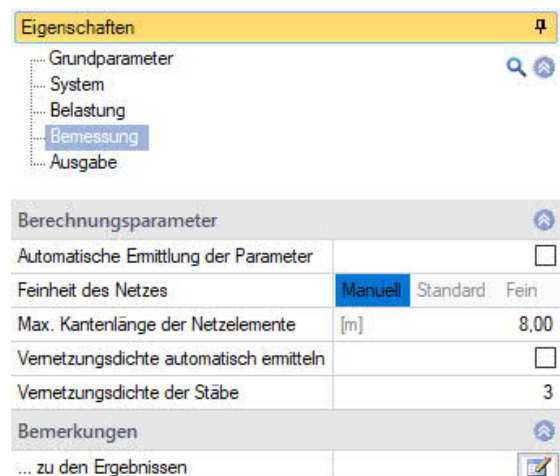 Eigenschaften
Grundparameter
System
Belastung
Bemessung
Ausgabe
Berechnungsparameter
Automatische Ermittlung der Parameter
Feinheit des Netzes Manuell Standard Fein
Max. Kantenlänge der Netzelemente [m] 8,00
Vernetzungsdichte automatisch ermitteln
Vernetzungsdichte der Stäbe 3
Bemerkungen
... zu den Ergebnissen